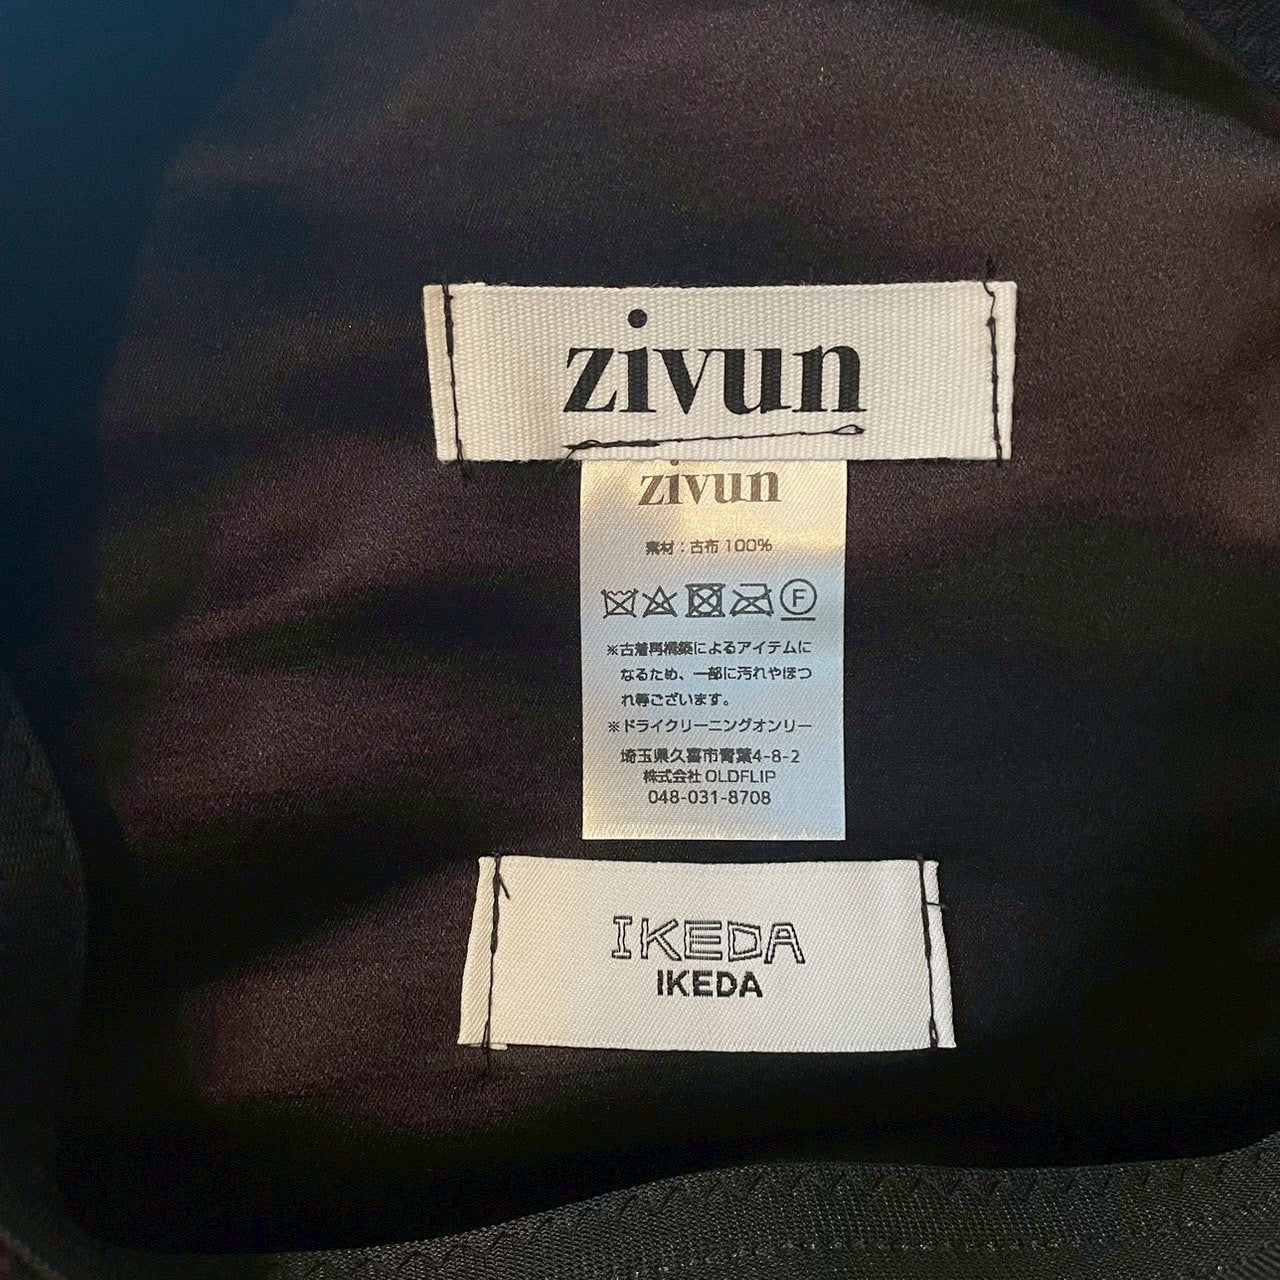 zivun
zivun
素材：古布 100%
F
※古着再構築によるアイテムに
なるため、一部に汚れやほつ
れ等ございます。
※ドライクリーニングオンリー
埼玉県久喜市青葉4-8-2
株式会社 OLDFLIP
048-031-8708
IKEDA
IKEDA